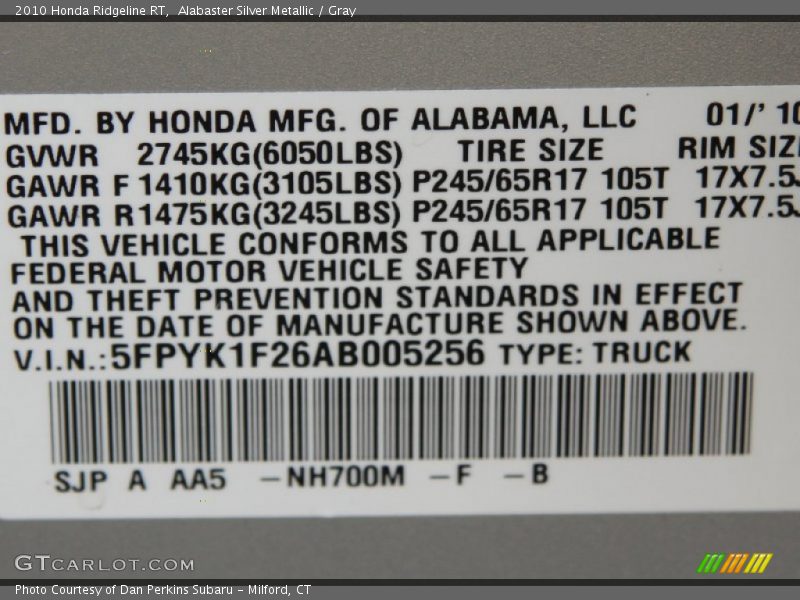 2010 Honda Ridgeline RT,  Alabaster Silver Metallic / Gray
MFD. BY HONDA MFG. OF ALABAMA, LLC 01/' 10
GVWR 2745KG(6050LBS) TIRE SIZE RIM SIZ
GAWR F 1410KG(3105LBS) P245/65R17 105T 17X7.5J
GAWR R 1475KG(3245LBS) P245/65R17 105T 17X7.5J
THIS VEHICLE CONFORMS TO ALL APPLICABLE
FEDERAL MOTOR VEHICLE SAFETY
AND THEFT PREVENTION STANDARDS IN EFFECT
ON THE DATE OF MANUFACTURE SHOWN ABOVE.
V.I.N.:5FPYK1F26AB005256 TYPE: TRUCK
SJP A AA5 –NH700M –F –B
GTCARLOT.COM
Photo Courtesy of Dan Perkins Subaru – Milford, CT